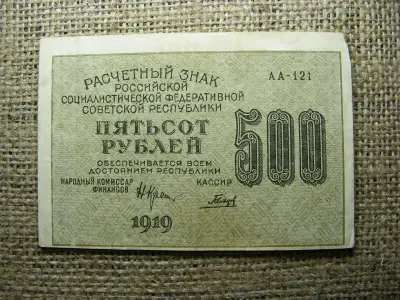 РАСЧЕТНЫЙ ЗНАК
РОССИЙСКОЙ
АА-121
СОЦИАЛИСТИЧЕСКОЙ ФЕДЕРАТИВНОЙ
СОВЕТСКОЙ РЕСПУБЛИКИ
ПЯТЬСОТ
РУБЛЕЙ
500
ОБЕСПЕЧИВАЕТСЯ ВСЕМ
ДОСТОЯНИЕМ РЕСПУБЛИКИ
НАРОДНЫЙ КОМИССАР
ФИНАНСОВ
КАССИР
1919